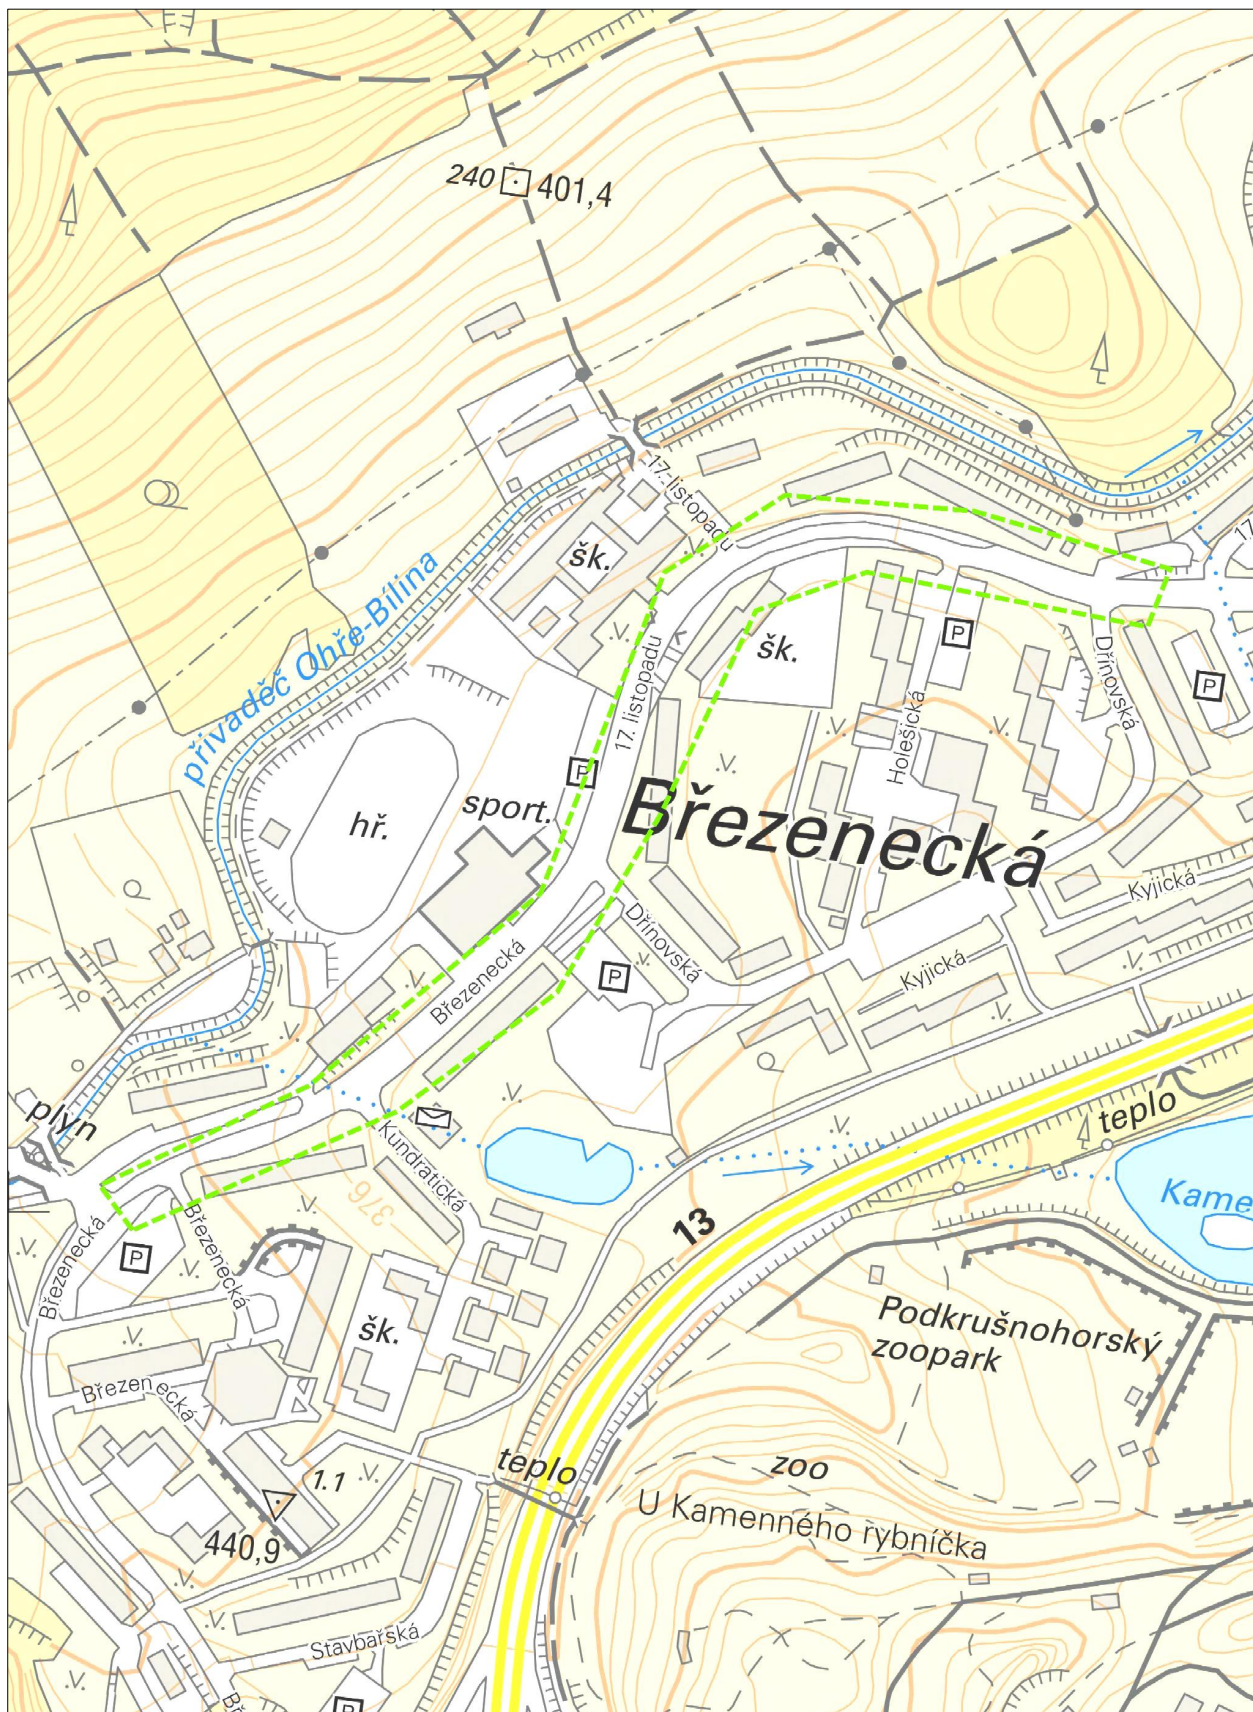 240 401,4
17. listopadu
17
šk.
přivaděč Ohře-Bílina
P
šk.
Dřínovská
P
17. listopadu
Holešická
P
hř.
sport.
Březenecká
Kyjická
Dřínovská
P
Březenecká
Kyjická
plyn
teplo
Kundratická
376
13
Kame
Březenecká
Březenecká
P
Podkrušnohorský
zoopark
šk.
Březenecká
teplo
zoo
1.1
U Kamenného rybníčka
440,9
Stavbařská
P
Bř